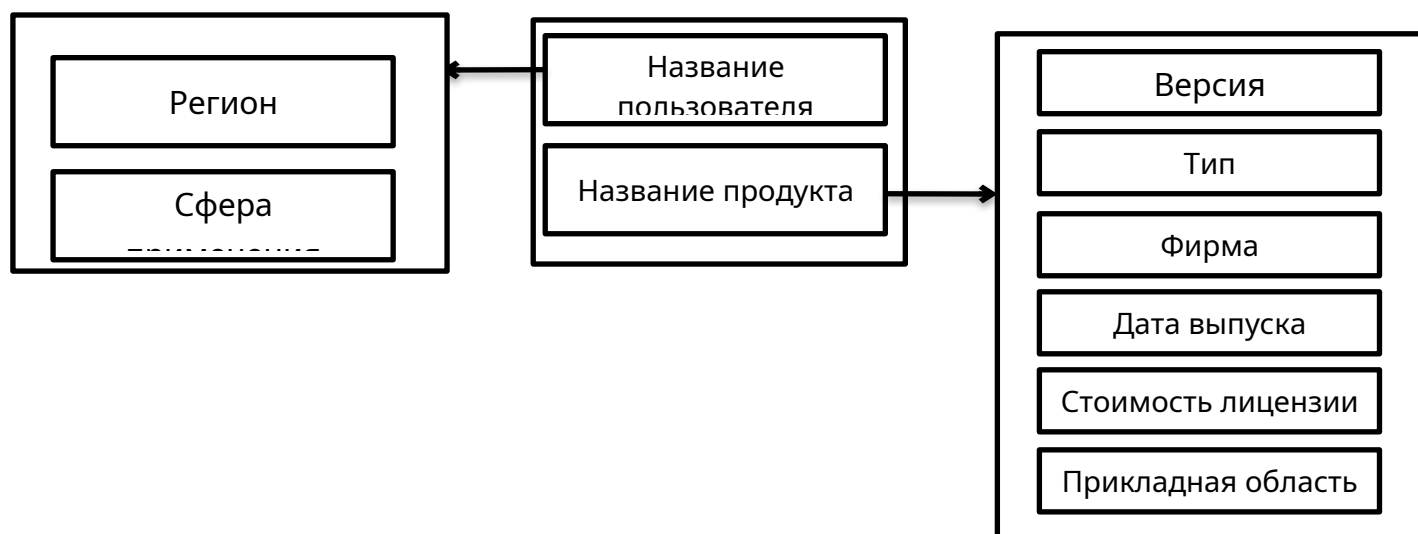 Регион
Сфера
Название
пользователя
Название продукта
Версия
Тип
Фирма
Дата выпуска
Стоимость лицензии
Прикладная область